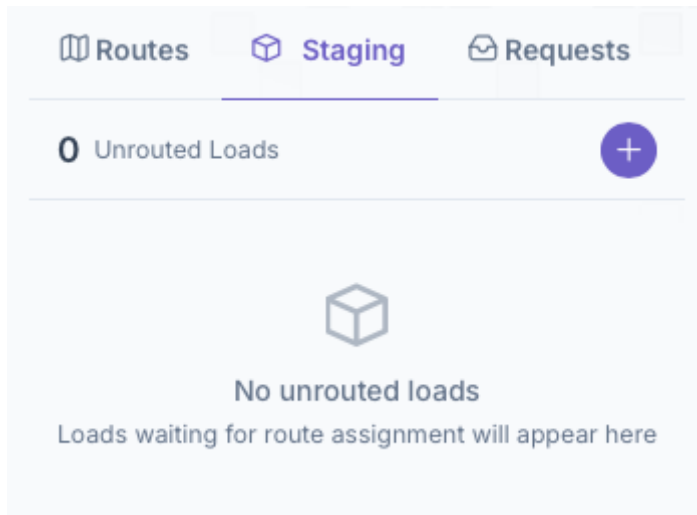 Routes Staging Requests
0 Unrouted Loads
No unrouted loads
Loads waiting for route assignment will appear here